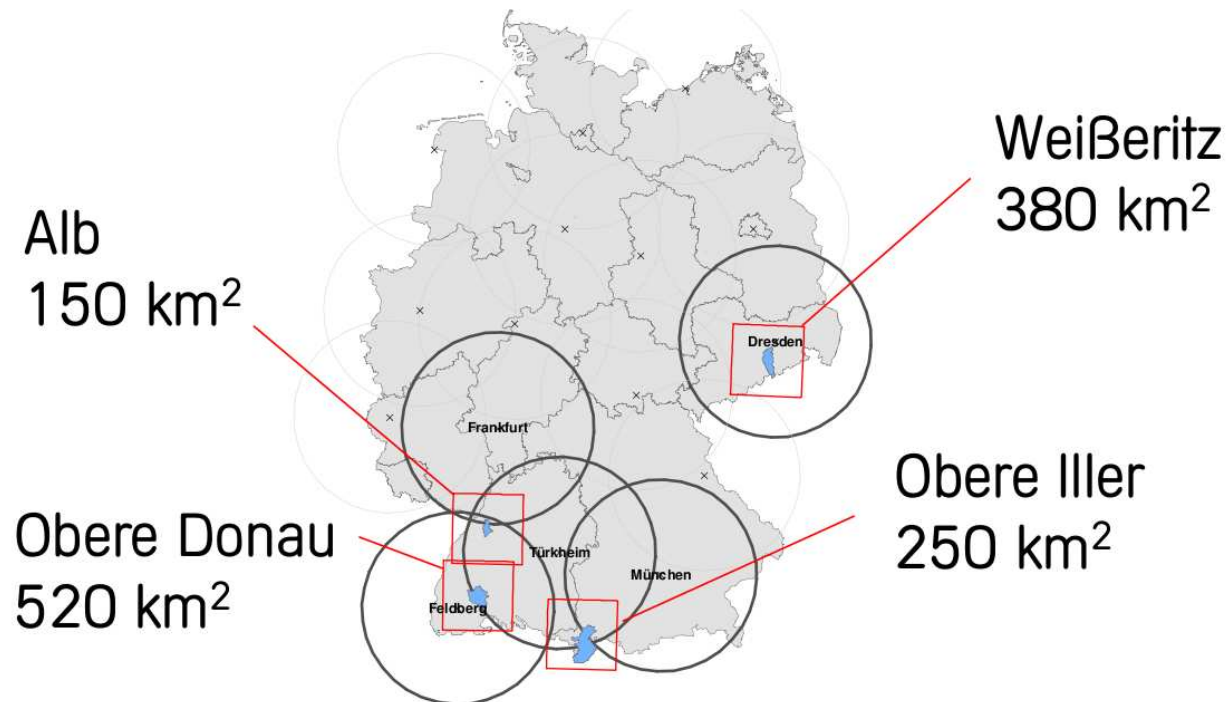 Weißeritz
380 km²
Alb
150 km²
Dresden
Frankfurt
Obere Iller
250 km²
Obere Donau
520 km²
Türkheim
München
Feldberg